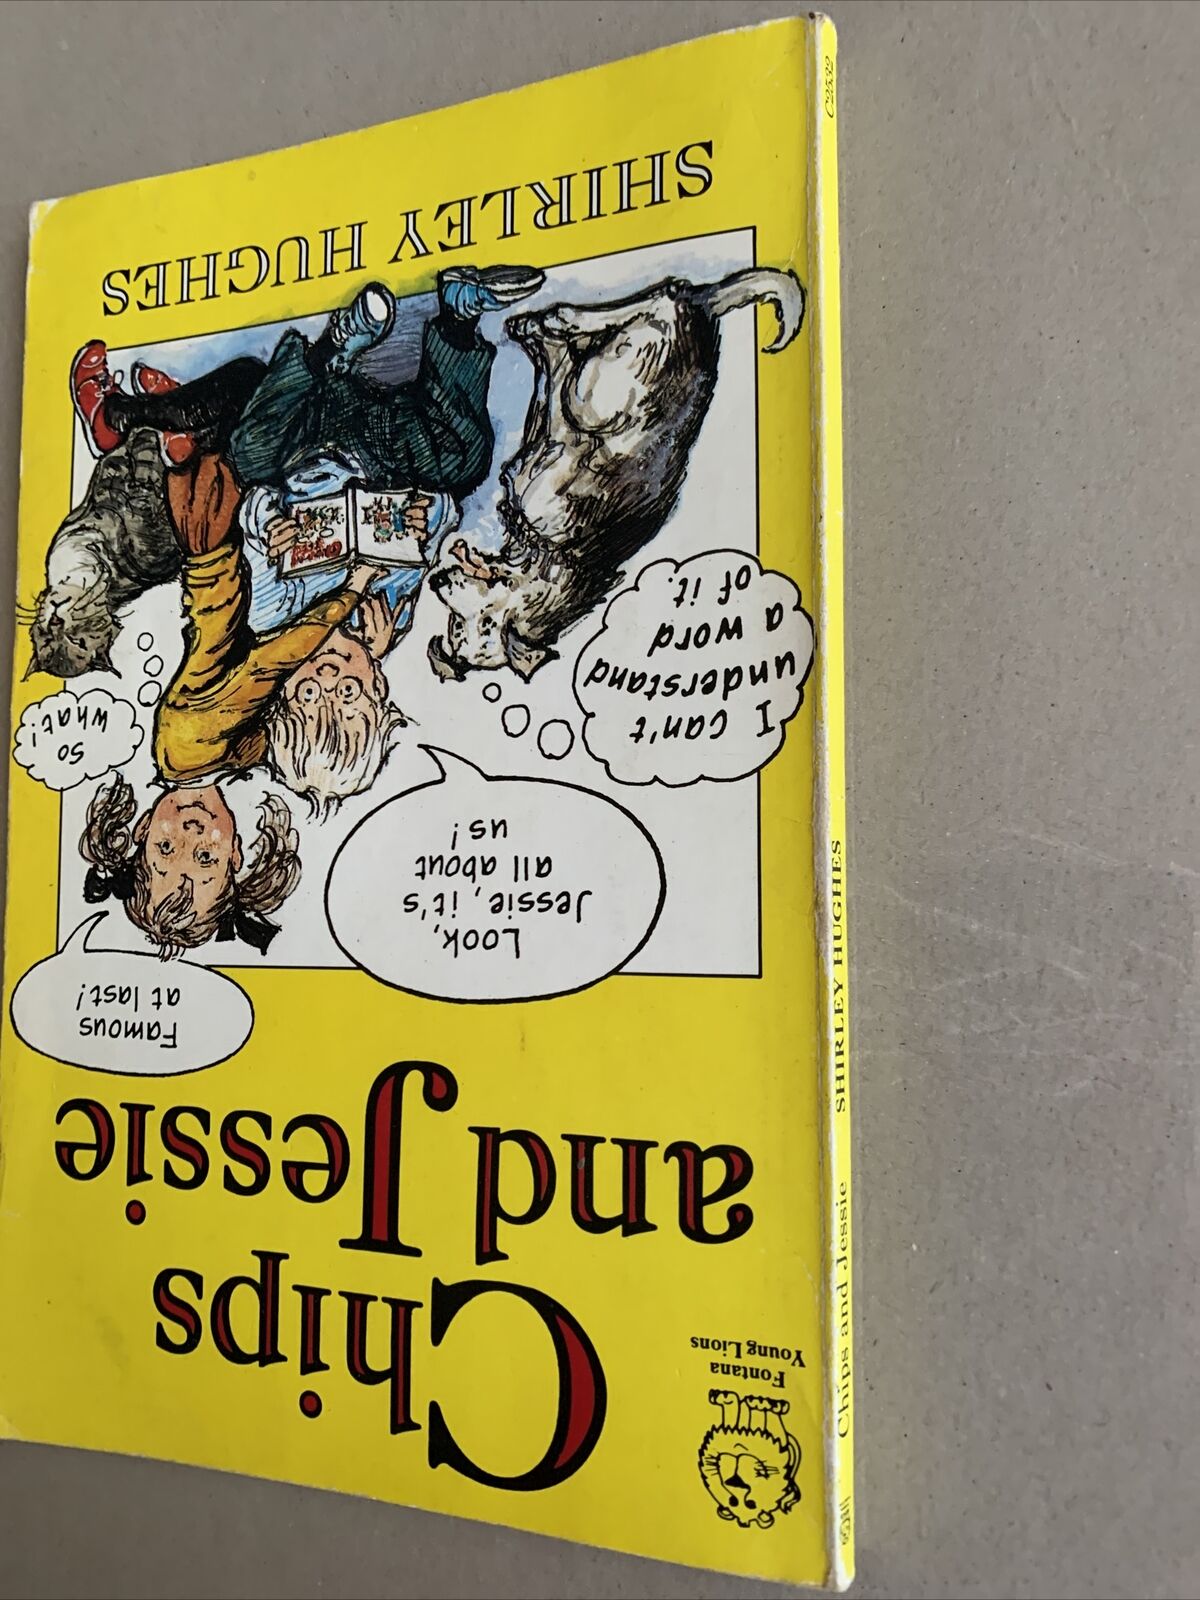 Fontana
Young Lions
Chips
and Jessie
Famous
at last!
Look,
Jessie, it's
all about
us!
So
what!
I can't
understand
a word
of it.
SHIRLEY HUGHES
Chips and Jessie SHIRLEY HUGHES